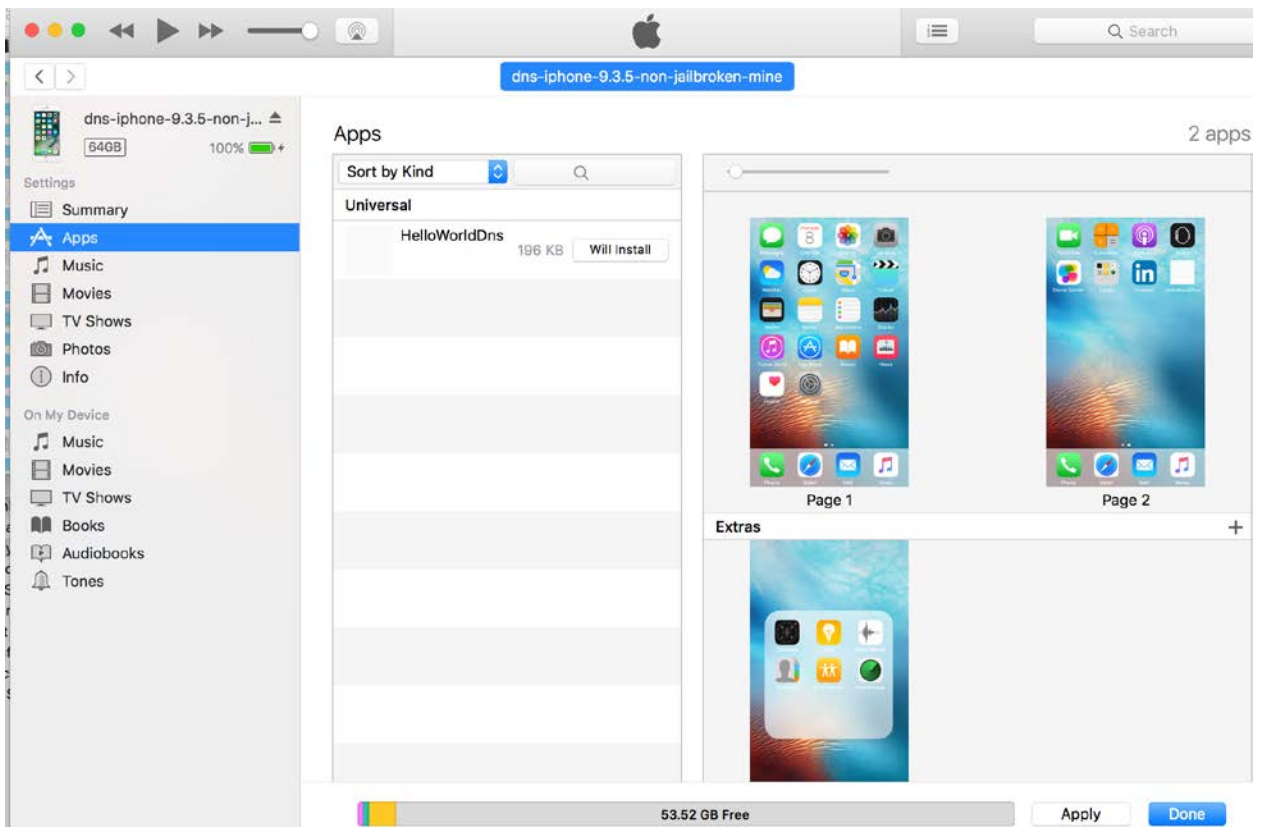 Search
dns-iphone-9.3.5-non-jailbroken-mine
dns-iphone-9.3.5-non-j...
64GB
100%
Settings
Summary
Apps
Music
Movies
TV Shows
Photos
Info
On My Device
Music
Movies
TV Shows
Books
Audiobooks
Tones
Apps
2 apps
Sort by Kind
Universal
HelloWorldDns
196 KB
Will Install
8
in
Page 1
Page 2
Extras
53.52 GB Free
Apply
Done